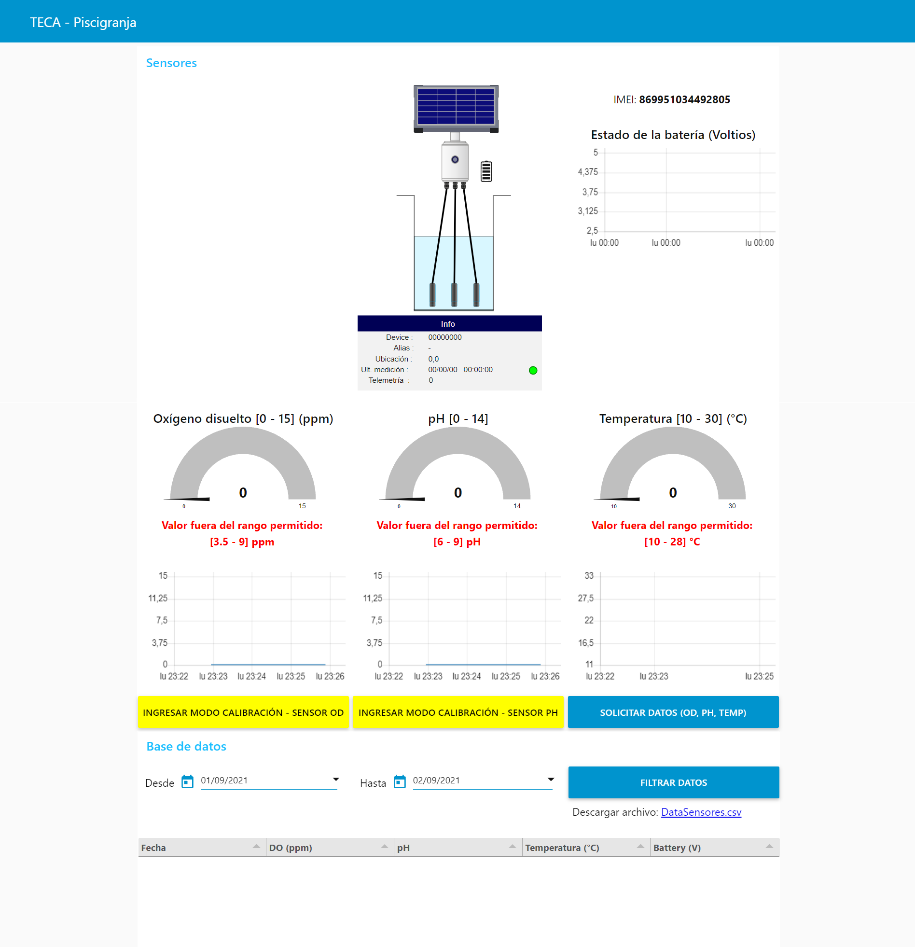 TECA - Piscigranja
Sensores
IMEI: 869951034492805
Estado de la batería (Voltios)
5
4,375
3,75
3,125
2,5
lu 00:00 lu 00:00 lu 00:00
Info
Device : 00000000
Alias : -
Ubicación : 0,0
Ult. medición : 00/00/00 00:00:00
Telemetría : 0
Oxígeno disuelto [0 - 15] (ppm)
0
0 15
Valor fuera del rango permitido:
[3.5 - 9] ppm
pH [0 - 14]
0
0 14
Valor fuera del rango permitido:
[6 - 9] pH
Temperatura [10 - 30] (°C)
0
10 30
Valor fuera del rango permitido:
[10 - 28] °C
15
11,25
7,5
3,75
0
lu 23:22 lu 23:23 lu 23:24 lu 23:25 lu 23:26
15
11,25
7,5
3,75
0
lu 23:22 lu 23:23 lu 23:24 lu 23:25 lu 23:26
33
27,5
22
16,5
11
lu 23:22 lu 23:23 lu 23:25
INGRESAR MODO CALIBRACIÓN - SENSOR OD
INGRESAR MODO CALIBRACIÓN - SENSOR PH
SOLICITAR DATOS (OD, PH, TEMP)
Base de datos
Desde 01/09/2021
Hasta 02/09/2021
FILTRAR DATOS
Descargar archivo: DataSensores.csv
Fecha DO (ppm) pH Temperatura (°C) Battery (V)